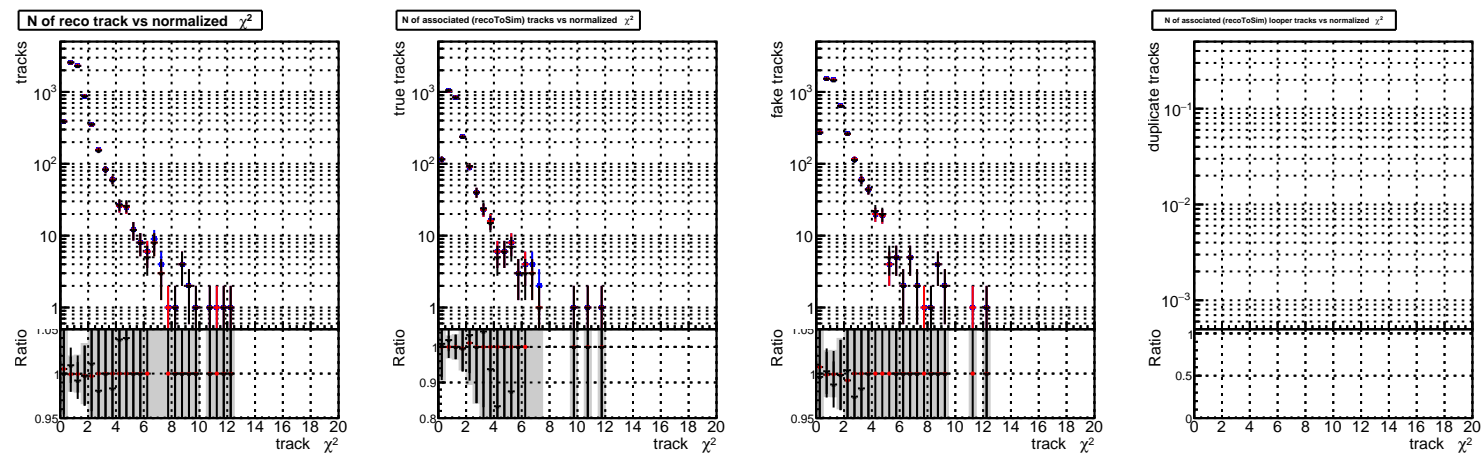 N of reco track vs normalized χ²
tracks
10³
10²
10
1
1.05
Ratio
1
0.95
0 2 4 6 8 10 12 14 16 18 20
track χ²
N of associated (recoToSim) tracks vs normalized χ²
true tracks
10³
10²
10
1
Ratio
1
0.9
0.8
0 2 4 6 8 10 12 14 16 18 20
track χ²
fake tracks
10³
10²
10
1
1.05
Ratio
1
0.95
0 2 4 6 8 10 12 14 16 18 20
track χ²
N of associated (recoToSim) looper tracks vs normalized χ²
duplicate tracks
10⁻¹
10⁻²
10⁻³
Ratio
1
0.5
0
0 2 4 6 8 10 12 14 16 18 20
track χ²